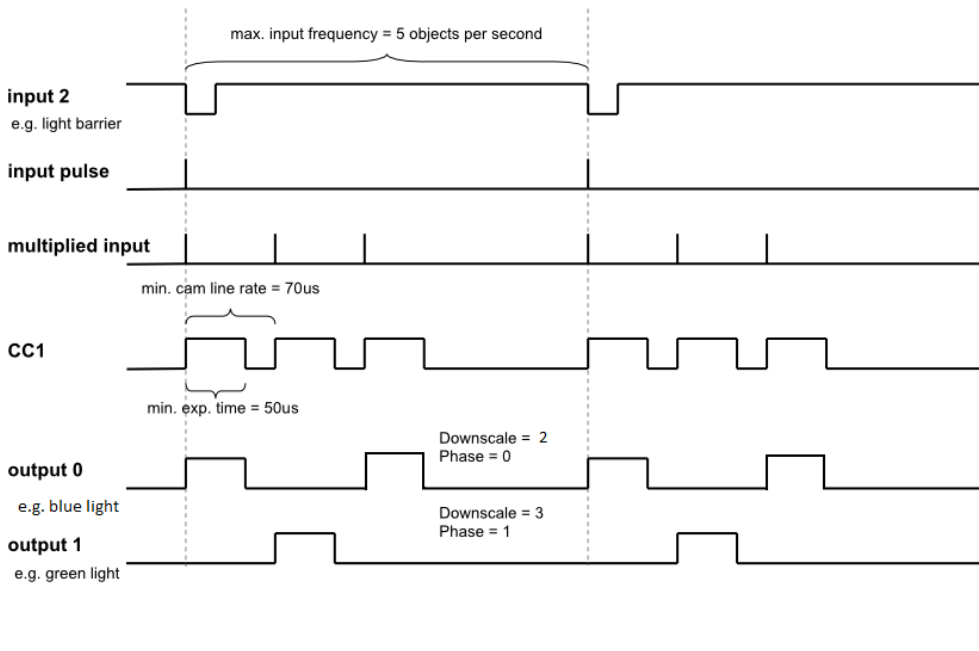 max. input frequency = 5 objects per second
input 2
e.g. light barrier
input pulse
multiplied input
min. cam line rate = 70us
CC1
min. exp. time = 50us
Downscale = 2
Phase = 0
output 0
e.g. blue light
Downscale = 3
Phase = 1
output 1
e.g. green light